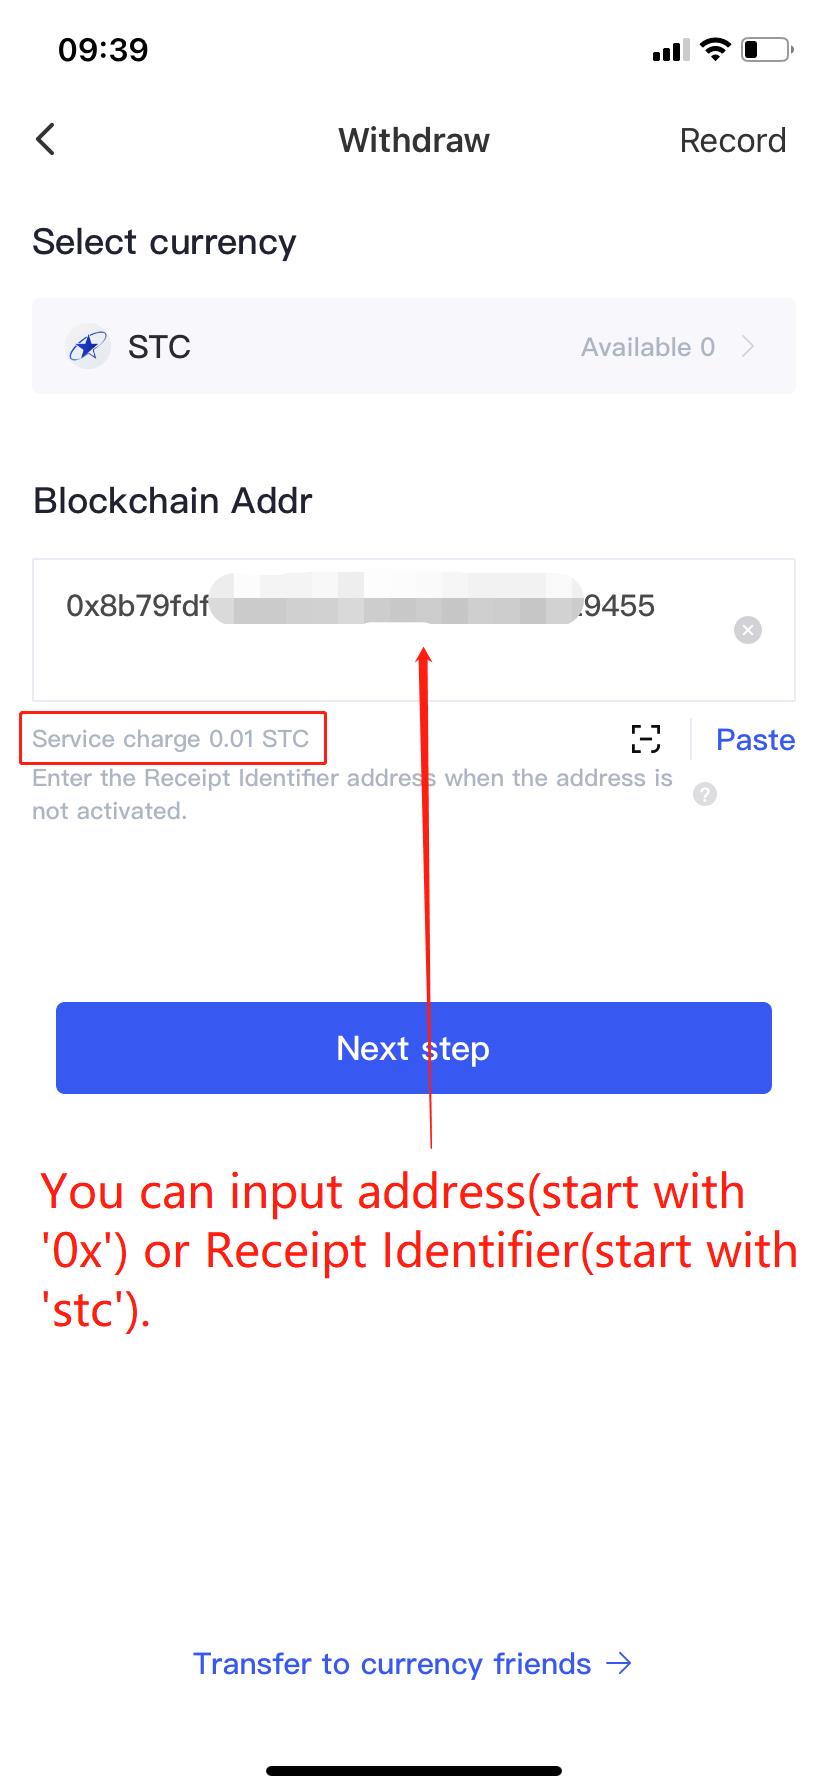 09:39
Withdraw
Record
Select currency
STC
Available 0
Blockchain Addr
0x8b79fdf 9455
Service charge 0.01 STC
Paste
Enter the Receipt Identifier address when the address is
not activated.
?
Next step
You can input address(start with
'0x') or Receipt Identifier(start with
'stc').
Transfer to currency friends